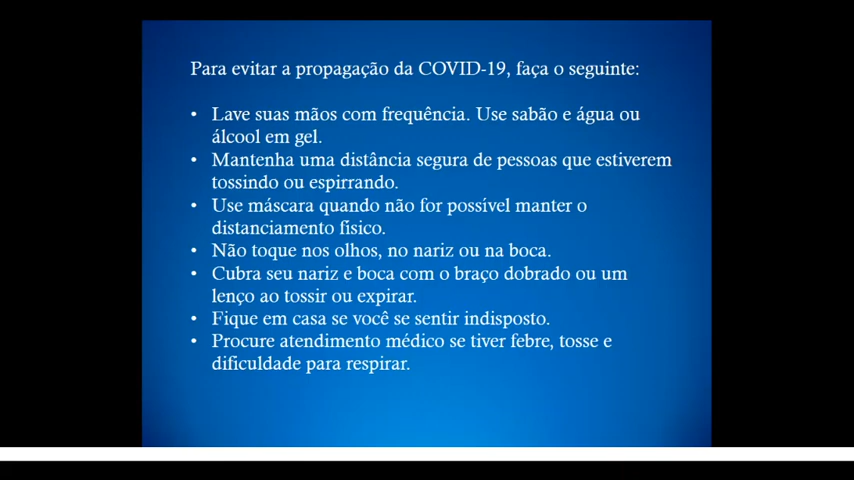 Para evitar a propagação da COVID-19, faça o seguinte:
• Lave suas mãos com frequência. Use sabão e água ou
álcool em gel.
• Mantenha uma distância segura de pessoas que estiverem
tossindo ou espirrando.
• Use máscara quando não for possível manter o
distanciamento físico.
• Não toque nos olhos, no nariz ou na boca.
• Cubra seu nariz e boca com o braço dobrado ou um
lenço ao tossir ou expirar.
• Fique em casa se você se sentir indisposto.
• Procure atendimento médico se tiver febre, tosse e
dificuldade para respirar.